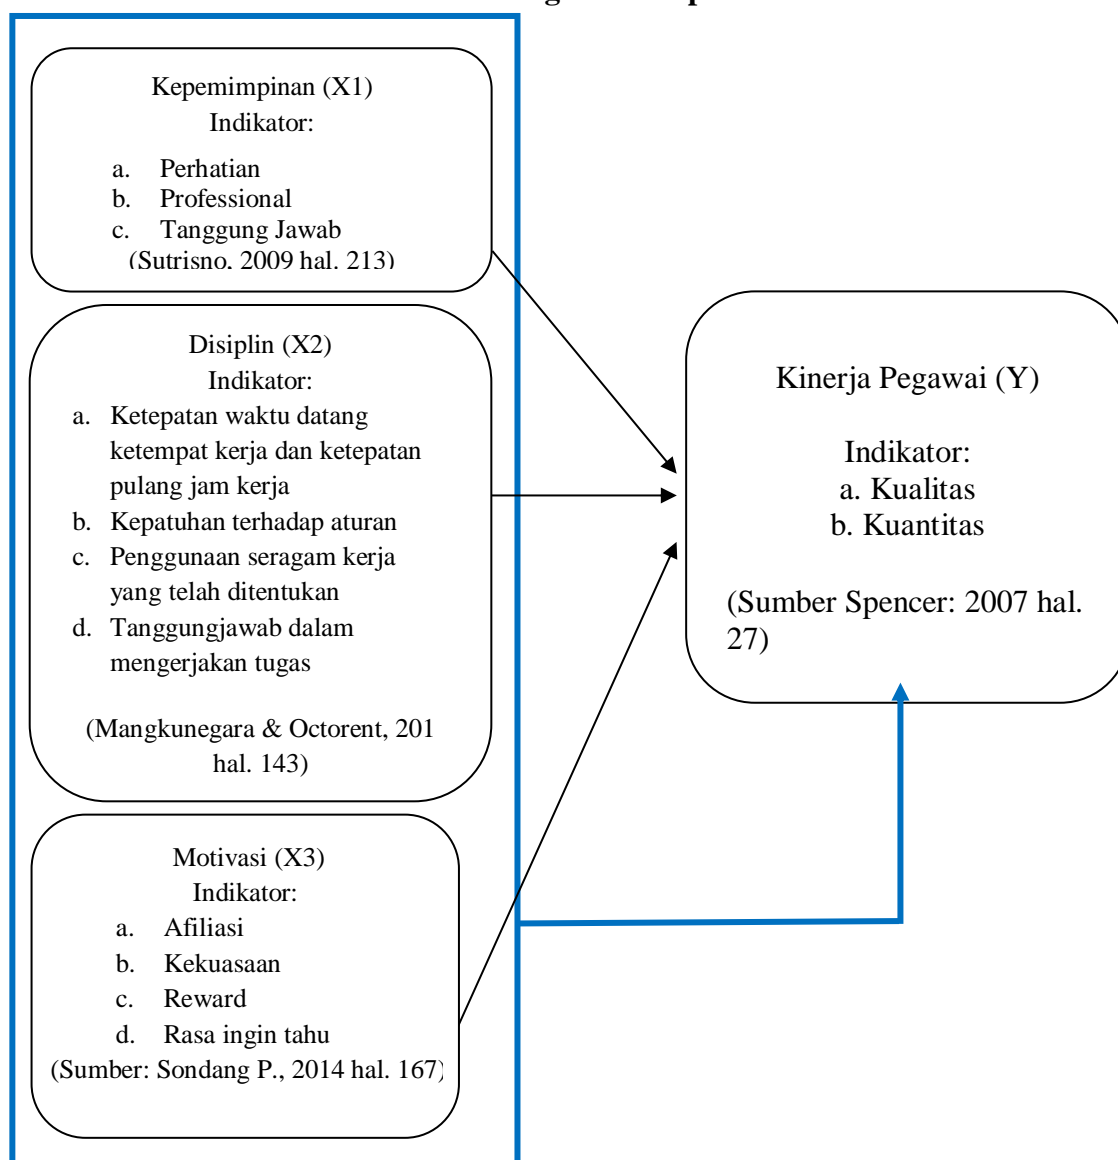 Kepemimpinan (X1)
Indikator:
a. Perhatian
b. Professional
c. Tanggung Jawab
(Sutrisno, 2009 hal. 213)
Disiplin (X2)
Indikator:
a. Ketepatan waktu datang
ketempat kerja dan ketepatan
pulang jam kerja
b. Kepatuhan terhadap aturan
c. Penggunaan seragam kerja
yang telah ditentukan
d. Tanggungjawab dalam
mengerjakan tugas
(Mangkunegara & Octorent, 201
hal. 143)
Motivasi (X3)
Indikator:
a. Afiliasi
b. Kekuasaan
c. Reward
d. Rasa ingin tahu
(Sumber: Sondang P., 2014 hal. 167)
Kinerja Pegawai (Y)
Indikator:
a. Kualitas
b. Kuantitas
(Sumber Spencer: 2007 hal.
27)